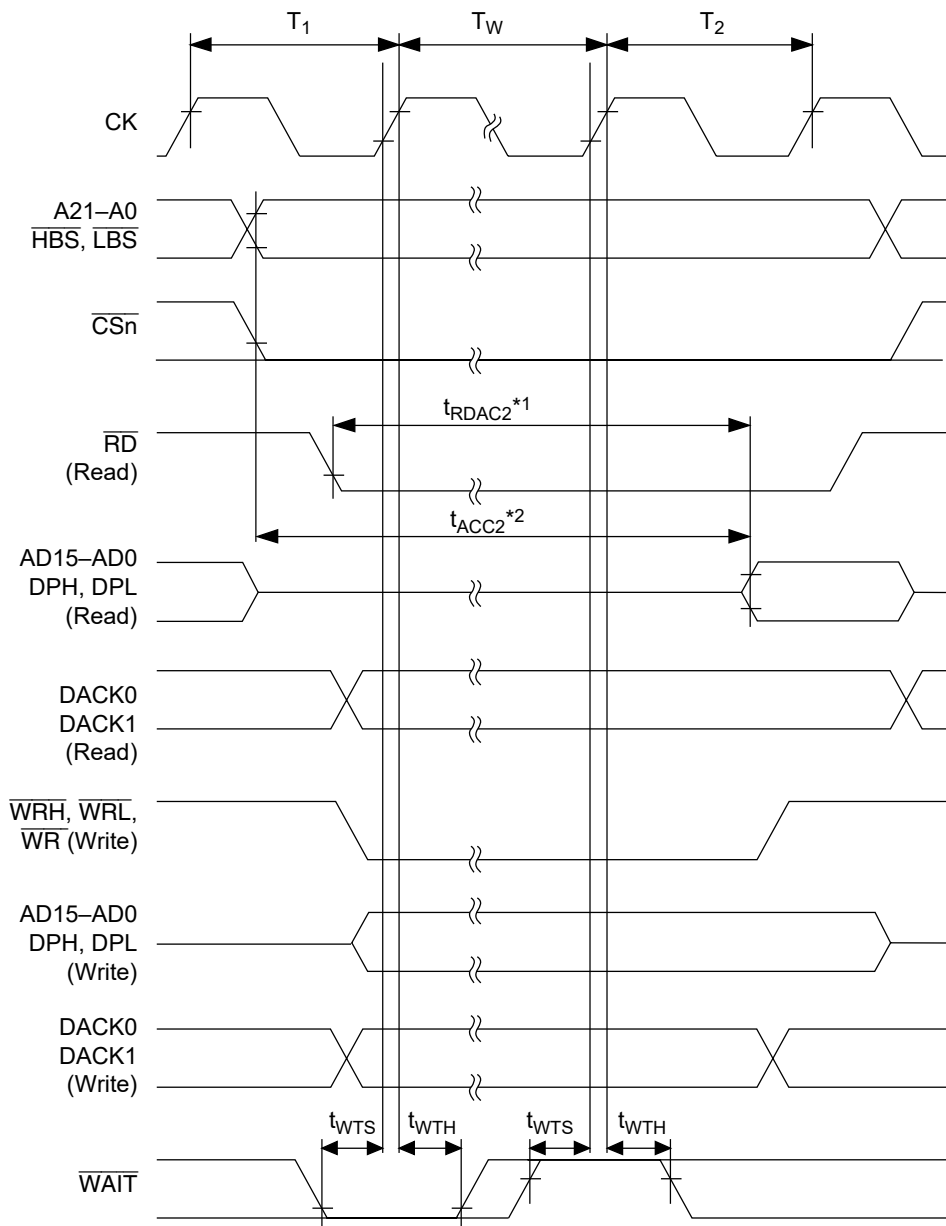 T1 TW T2
CK
A21–A0
HBS, LBS
CSn
tRDAC2*1
RD
(Read)
tACC2*2
AD15–AD0
DPH, DPL
(Read)
DACK0
DACK1
(Read)
WRH, WRL,
WR (Write)
AD15–AD0
DPH, DPL
(Write)
DACK0
DACK1
(Write)
tWTS tWTH tWTS tWTH
WAIT